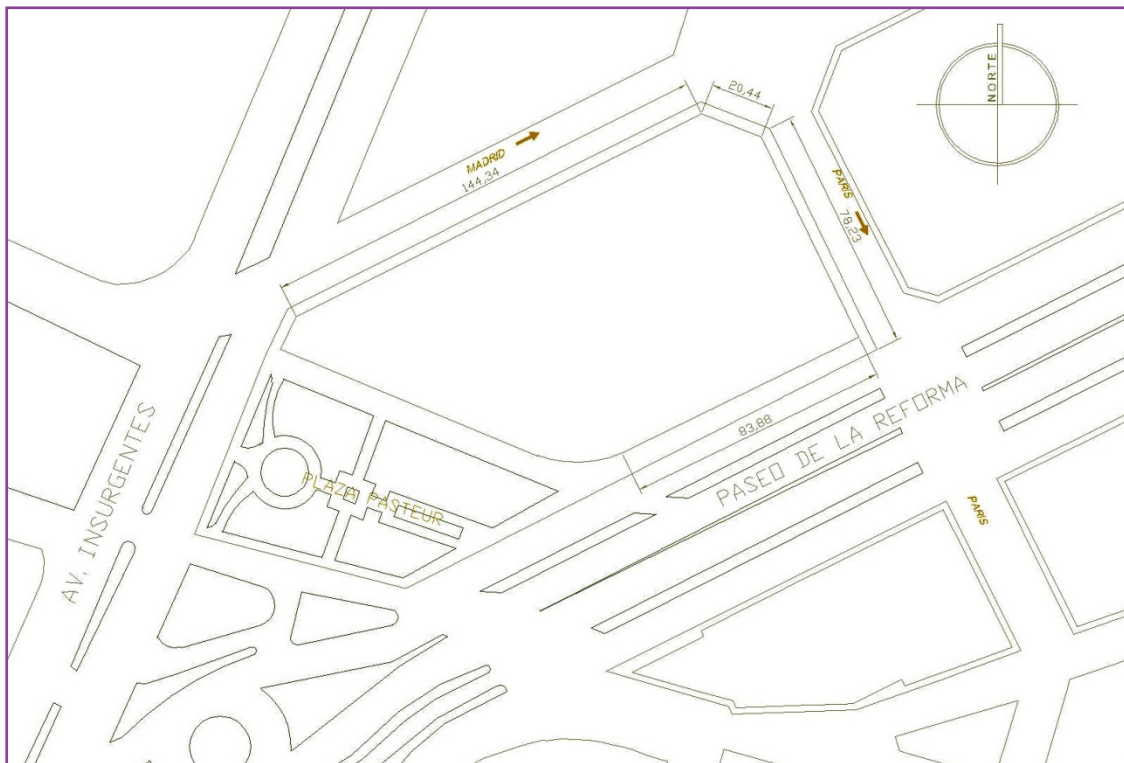 NORTE
20,44
MADRID
144,34
PARIS
78,23
AV. INSURGENTES
PLAZA PASTEUR
83,88
PASEO DE LA REFORMA
PARIS